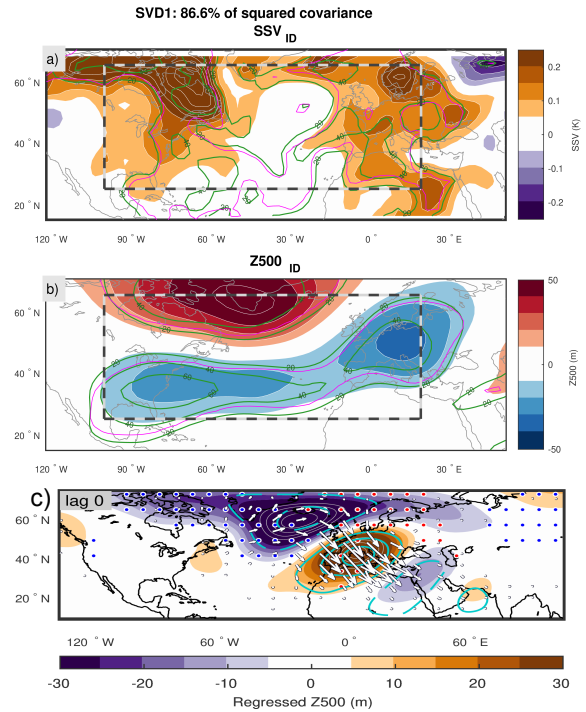 SVD1: 86.6% of squared covariance
SSV ID
a)
60 ° N
40 ° N
20 ° N
120 ° W
90 ° W
60 ° W
30 ° W
0 °
30 ° E
0.2
0.1
0
-0.1
-0.2
SSV (K)
Z500 ID
b)
60 ° N
40 ° N
20 ° N
120 ° W
90 ° W
60 ° W
30 ° W
0 °
30 ° E
50
0
-50
Z500 (m)
c) lag 0
60 ° N
40 ° N
20 ° N
120 ° W
60 ° W
0 °
60 ° E
-30
-20
-10
0
10
20
30
Regressed Z500 (m)